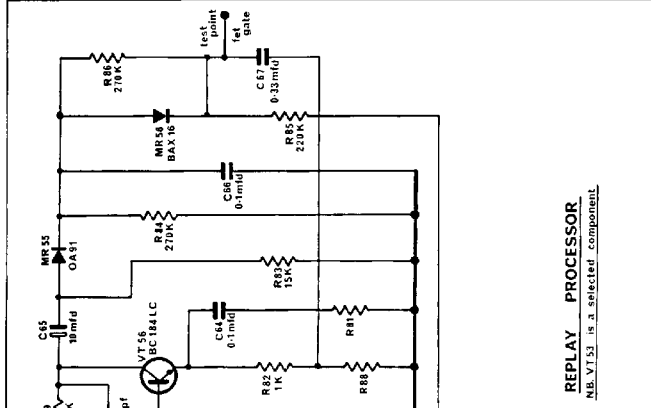 test
point
fet
gate
R86
270K
C67
0·33mfd
MR58
BAX16
R85
220K
C66
0·1mfd
R84
270K
MR55
OA91
R83
15K
C65
10mfd
VT56
BC184LC
C64
0·1mfd
R81
R82
1K
R88
pf
REPLAY PROCESSOR
N.B. VT53 is a selected component